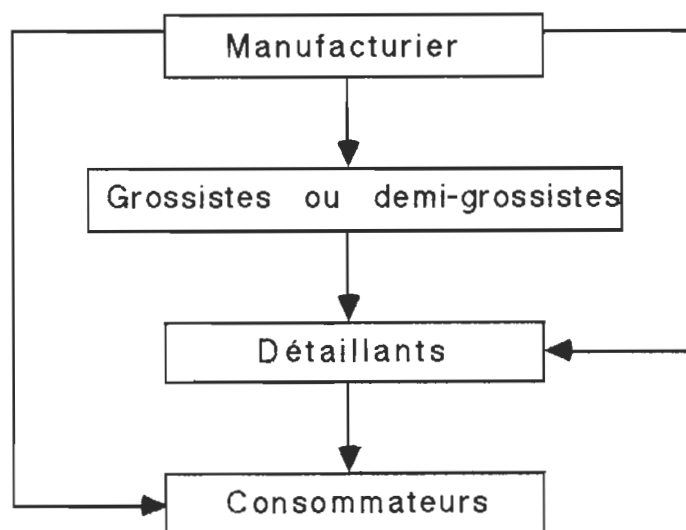 Manufacturier
Grossistes ou demi-grossistes
Détaillants
Consommateurs